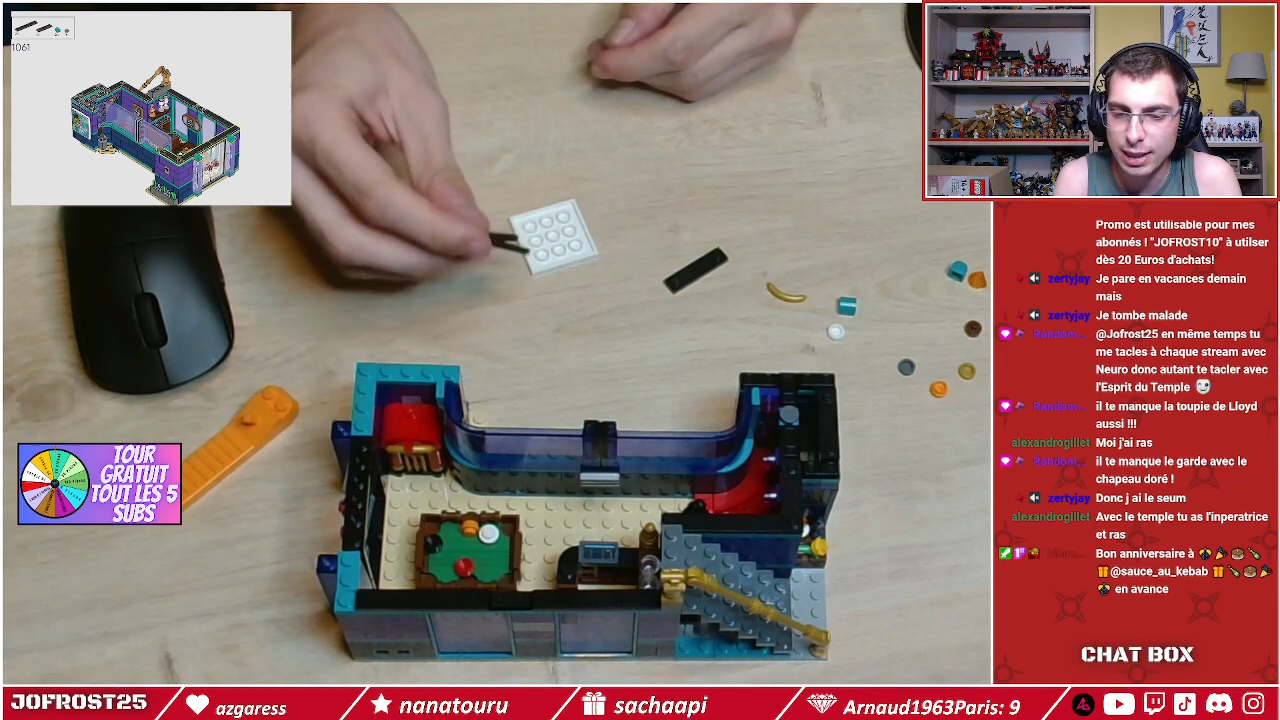 1061
TOUR
GRATUIT
TOUT LES 5
SUBS
Promo est utilisable pour mes
abonnés ! "JOFROST10" à utilser
dès 20 Euros d'achats!
zertyjay Je pare en vacances demain
mais
zertyjay Je tombe malade
Random... @Jofrost25 en même temps tu
me tacles à chaque stream avec
Neuro donc autant te tacler avec
l'Esprit du Temple
Random... il te manque la toupie de Lloyd
aussi !!!
alexandrogillet Moi j'ai ras
Random... il te manque le garde avec le
chapeau doré !
zertyjay Donc j ai le seum
alexandrogillet Avec le temple tu as l'inperatrice
et ras
Bon anniversaire à
@sauce_au_kebab
en avance
CHAT BOX
JOFROST25
azgaress
nanatouru
sachaapi
Arnaud1963Paris: 9